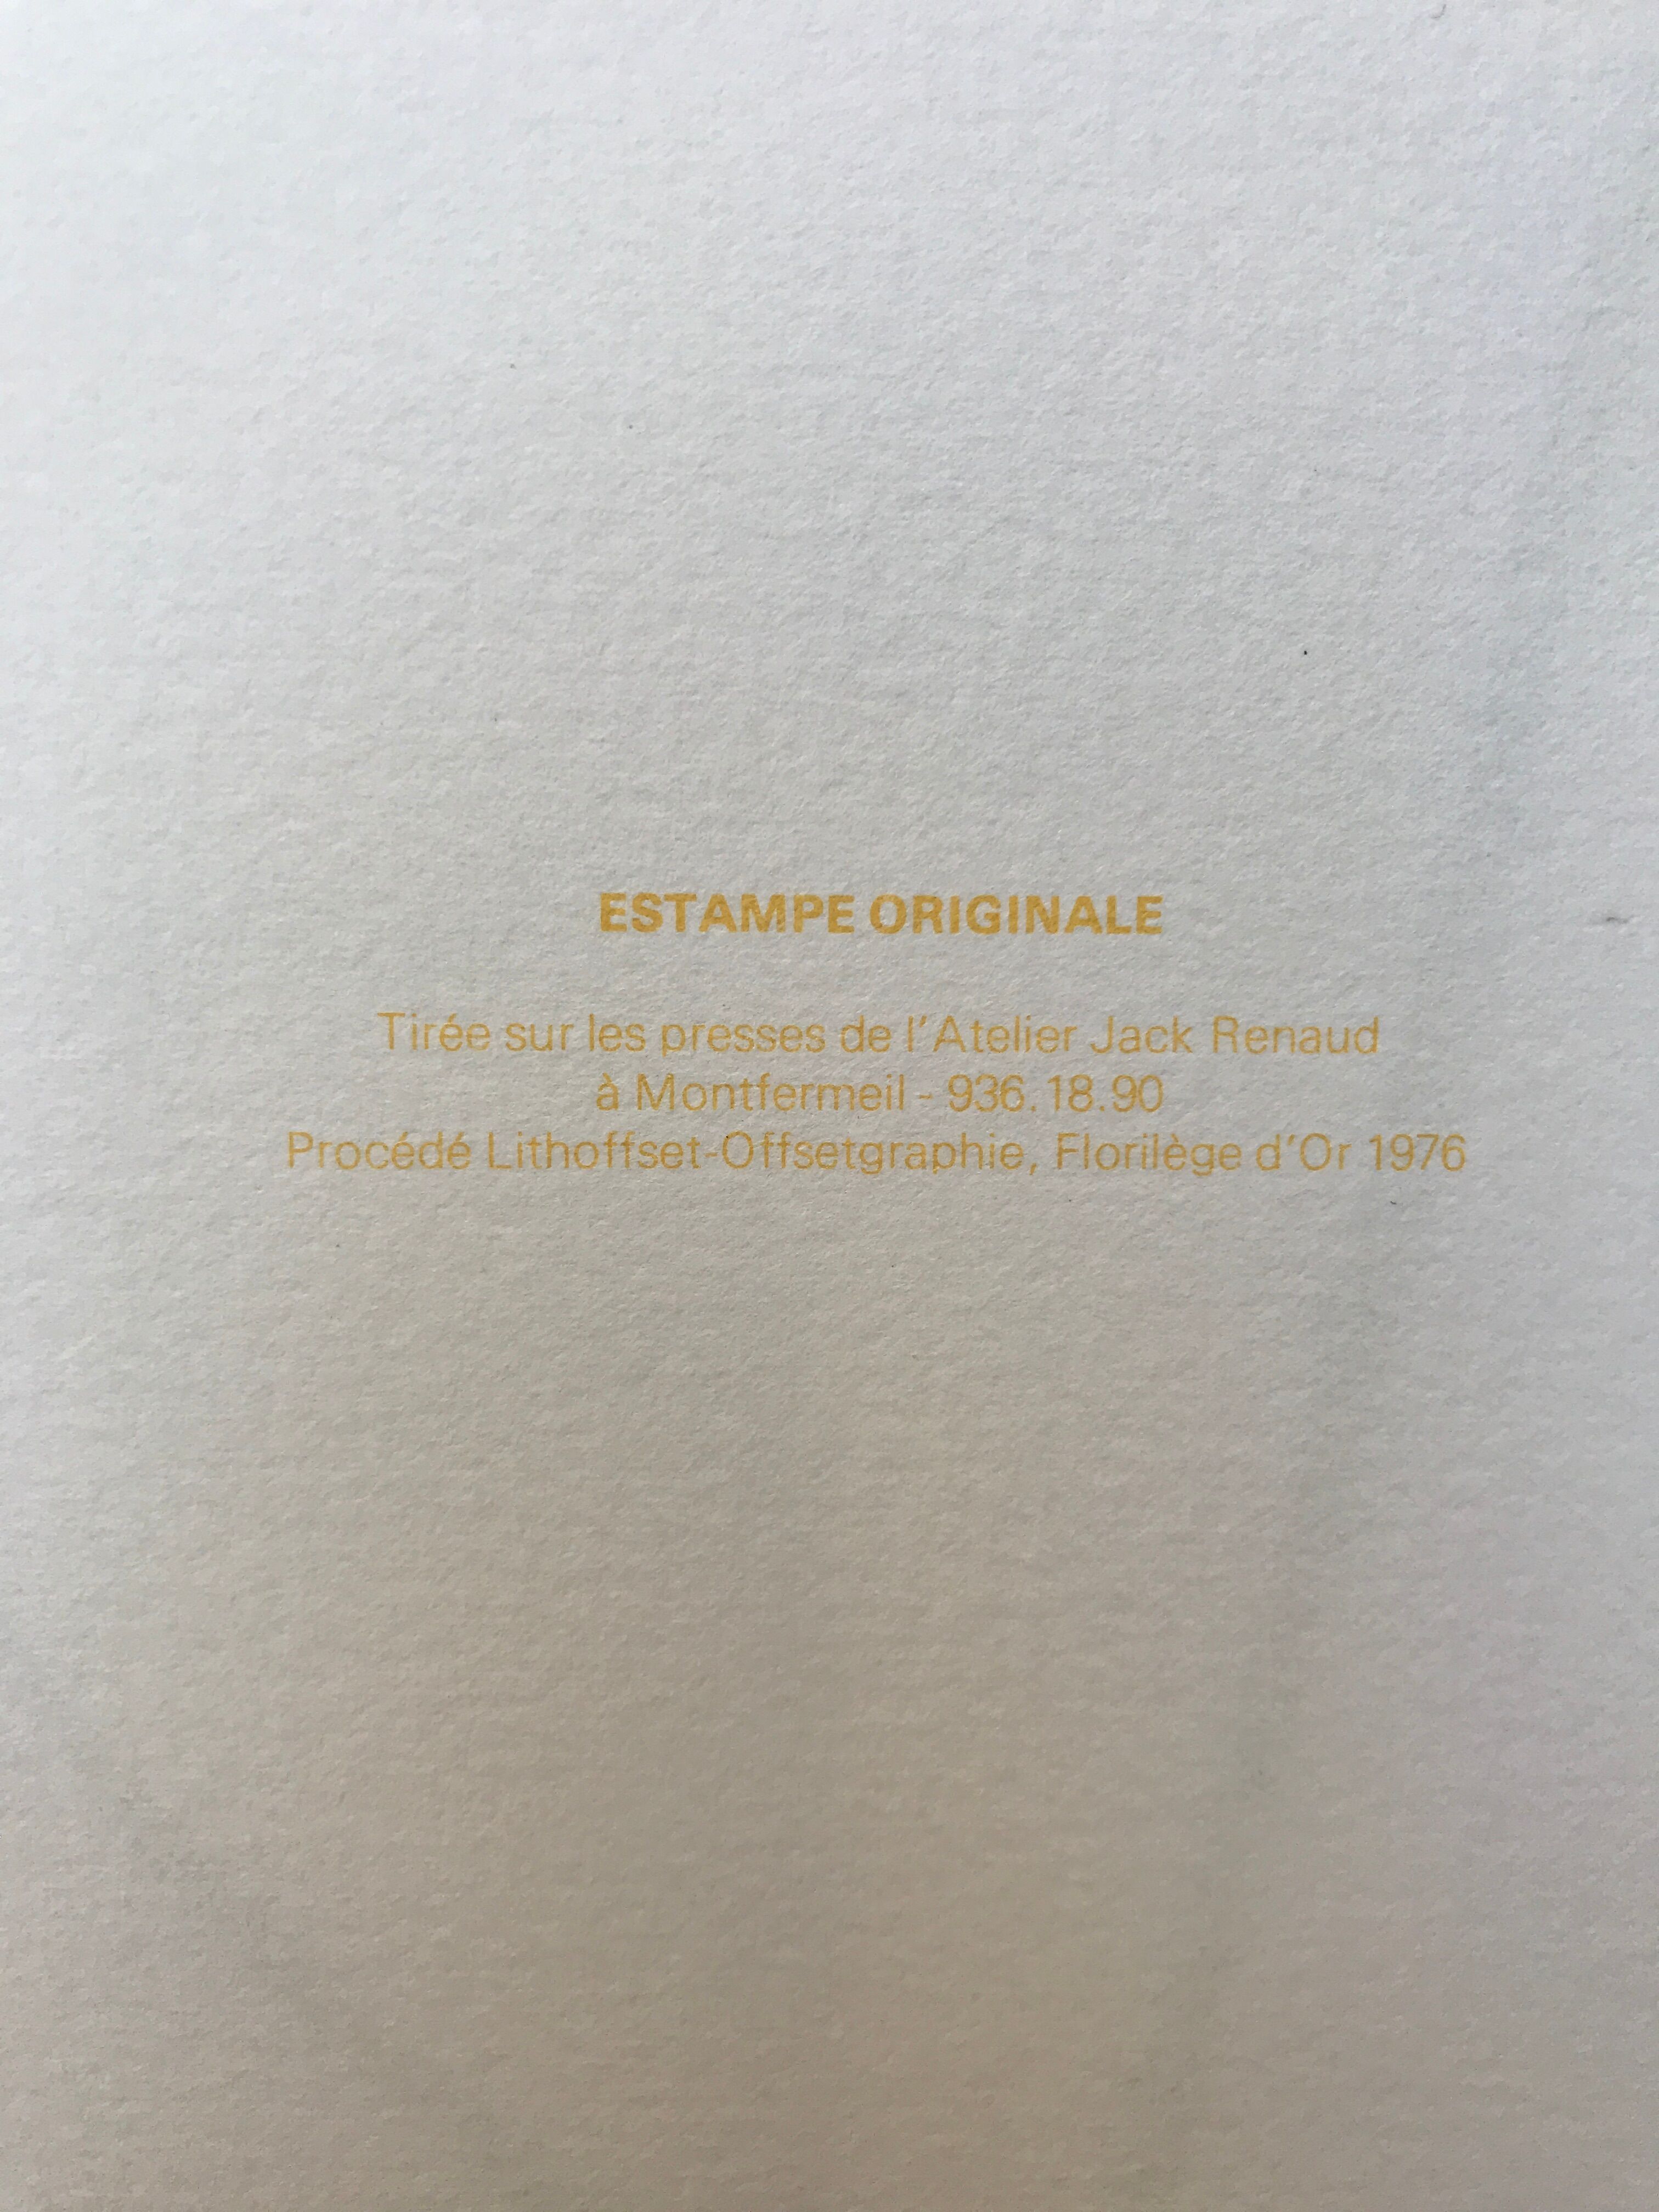 ESTAMPE ORIGINALE
Tirée sur les presses de l'Atelier Jack Renaud
à Montfermeil - 936.18.90
Procédé Lithoffset-Offsetgraphie, Florilège d'Or 1976